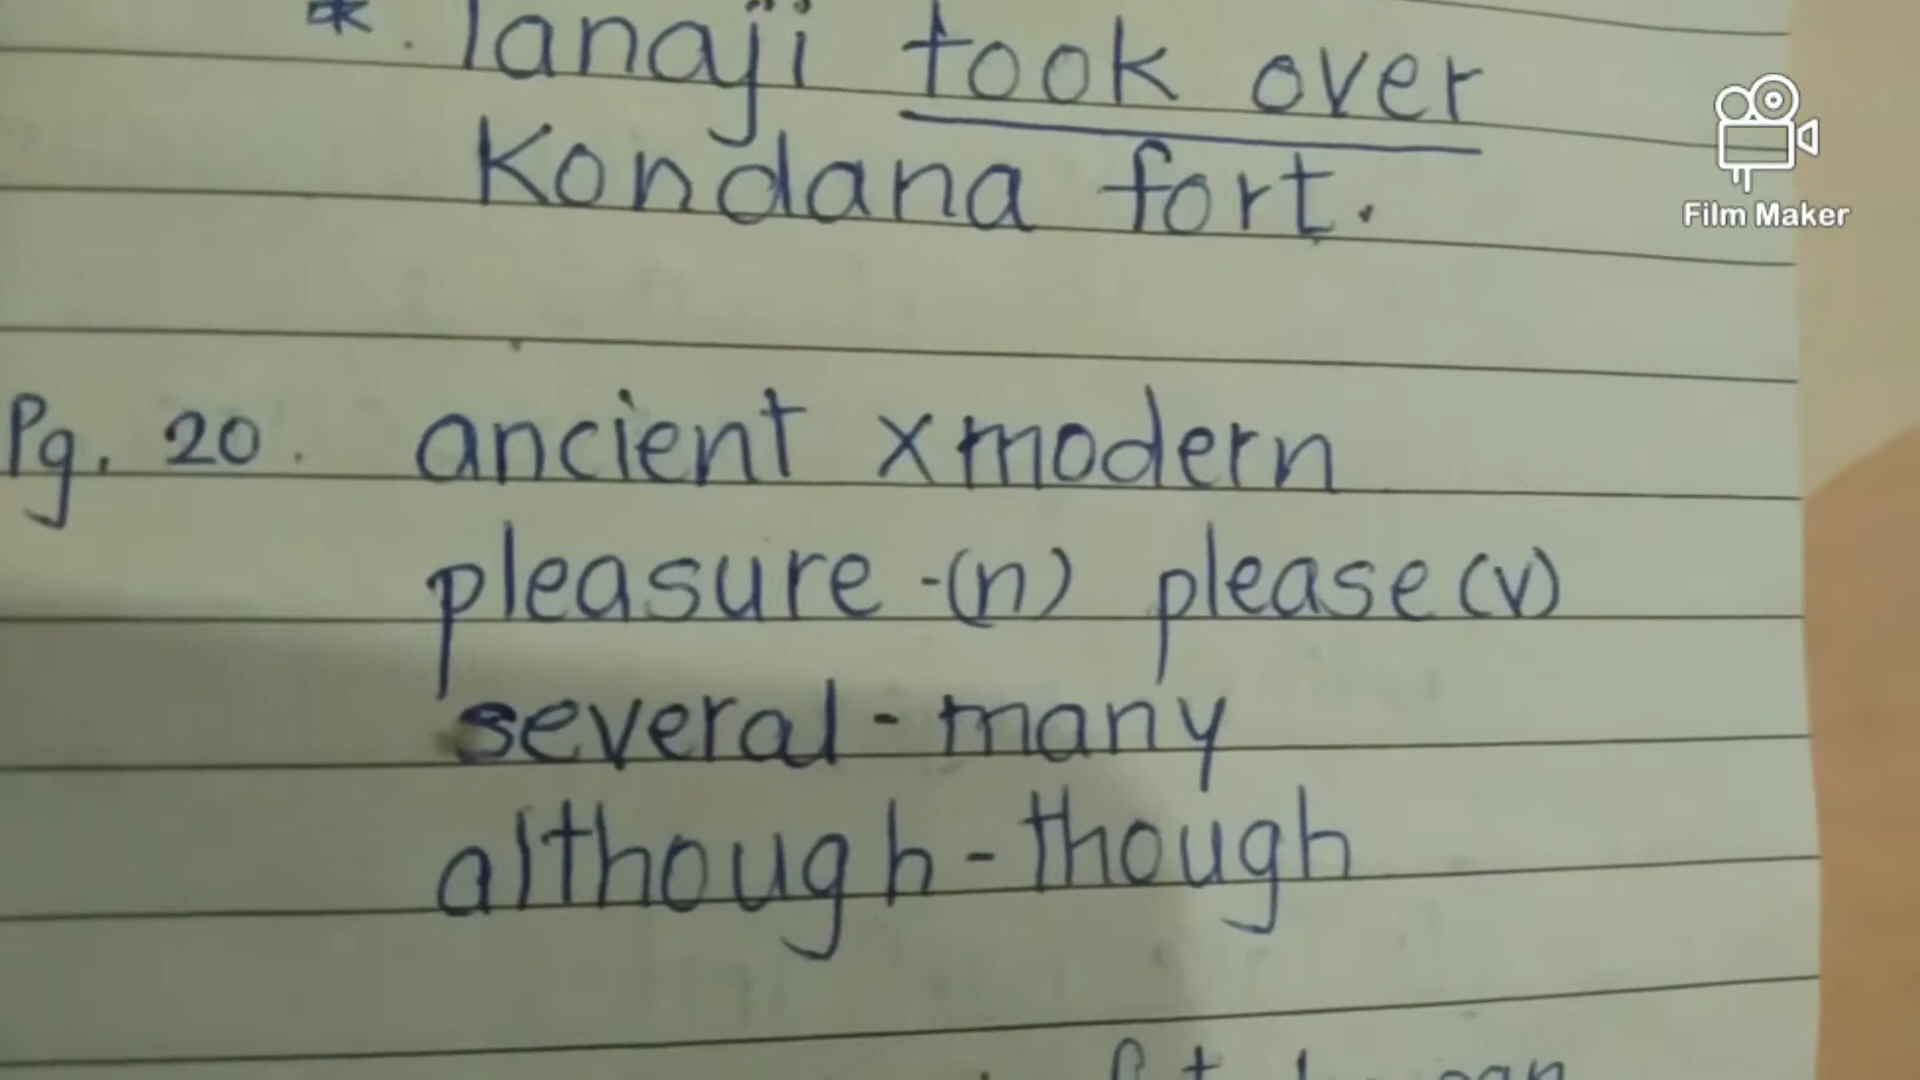 *. Tanaji took over
Kondana fort.
Film Maker
Pg. 20. ancient x modern
pleasure -(n) please (v)
several - many
although - though